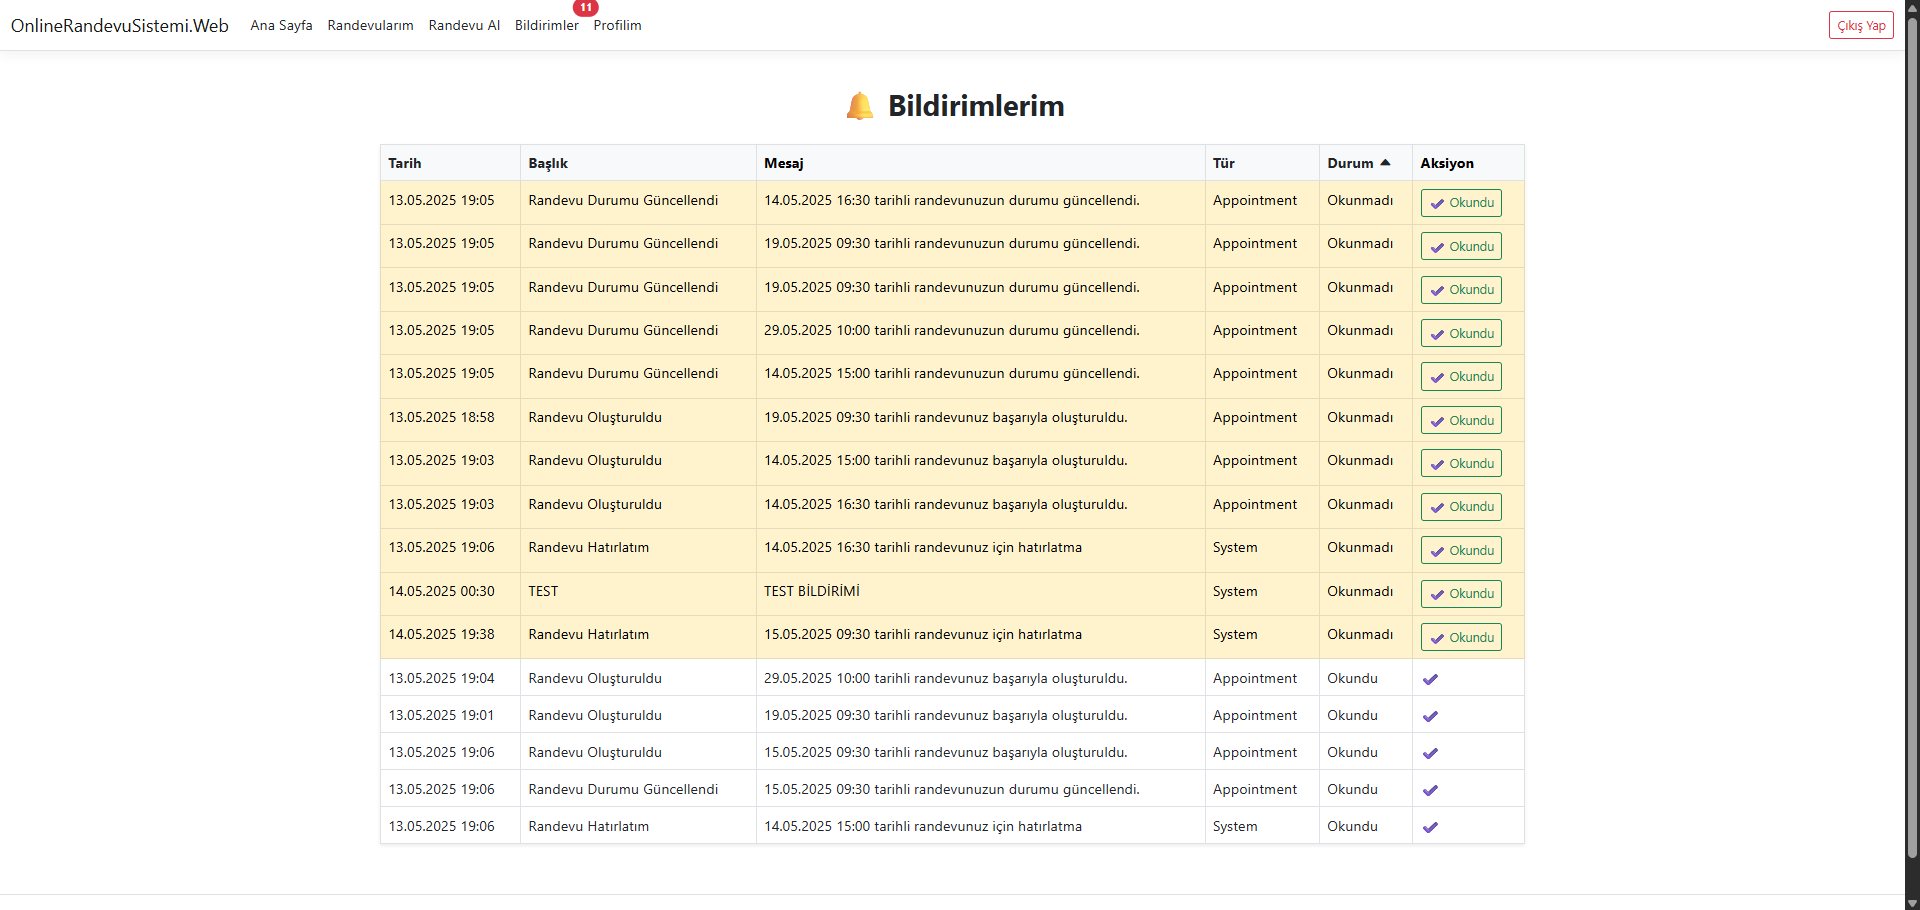 OnlineRandevuSistemi.Web Ana Sayfa Randevularım Randevu Al Bildirimler 11 Profilim Çıkış Yap
Bildirimlerim
Tarih Başlık Mesaj Tür Durum Aksiyon
13.05.2025 19:05 Randevu Durumu Güncellendi 14.05.2025 16:30 tarihli randevunuzun durumu güncellendi. Appointment Okunmadı Okundu
13.05.2025 19:05 Randevu Durumu Güncellendi 19.05.2025 09:30 tarihli randevunuzun durumu güncellendi. Appointment Okunmadı Okundu
13.05.2025 19:05 Randevu Durumu Güncellendi 19.05.2025 09:30 tarihli randevunuzun durumu güncellendi. Appointment Okunmadı Okundu
13.05.2025 19:05 Randevu Durumu Güncellendi 29.05.2025 10:00 tarihli randevunuzun durumu güncellendi. Appointment Okunmadı Okundu
13.05.2025 19:05 Randevu Durumu Güncellendi 14.05.2025 15:00 tarihli randevunuzun durumu güncellendi. Appointment Okunmadı Okundu
13.05.2025 18:58 Randevu Oluşturuldu 19.05.2025 09:30 tarihli randevunuz başarıyla oluşturuldu. Appointment Okunmadı Okundu
13.05.2025 19:03 Randevu Oluşturuldu 14.05.2025 15:00 tarihli randevunuz başarıyla oluşturuldu. Appointment Okunmadı Okundu
13.05.2025 19:03 Randevu Oluşturuldu 14.05.2025 16:30 tarihli randevunuz başarıyla oluşturuldu. Appointment Okunmadı Okundu
13.05.2025 19:06 Randevu Hatırlatım 14.05.2025 16:30 tarihli randevunuz için hatırlatma System Okunmadı Okundu
14.05.2025 00:30 TEST TEST BİLDİRİMİ System Okunmadı Okundu
14.05.2025 19:38 Randevu Hatırlatım 15.05.2025 09:30 tarihli randevunuz için hatırlatma System Okunmadı Okundu
13.05.2025 19:04 Randevu Oluşturuldu 29.05.2025 10:00 tarihli randevunuz başarıyla oluşturuldu. Appointment Okundu
13.05.2025 19:01 Randevu Oluşturuldu 19.05.2025 09:30 tarihli randevunuz başarıyla oluşturuldu. Appointment Okundu
13.05.2025 19:06 Randevu Oluşturuldu 15.05.2025 09:30 tarihli randevunuz başarıyla oluşturuldu. Appointment Okundu
13.05.2025 19:06 Randevu Durumu Güncellendi 15.05.2025 09:30 tarihli randevunuzun durumu güncellendi. Appointment Okundu
13.05.2025 19:06 Randevu Hatırlatım 14.05.2025 15:00 tarihli randevunuz için hatırlatma System Okundu